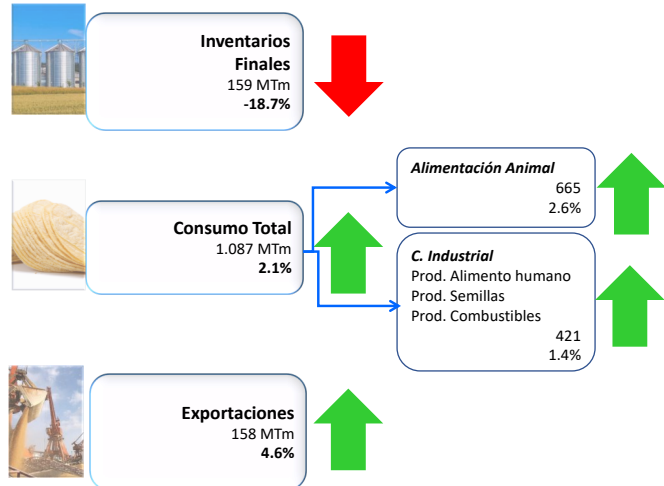 Inventarios
Finales
159 MTm
-18.7%
Consumo Total
1.087 MTm
2.1%
Alimentación Animal
665
2.6%
C. Industrial
Prod. Alimento humano
Prod. Semillas
Prod. Combustibles
421
1.4%
Exportaciones
158 MTm
4.6%